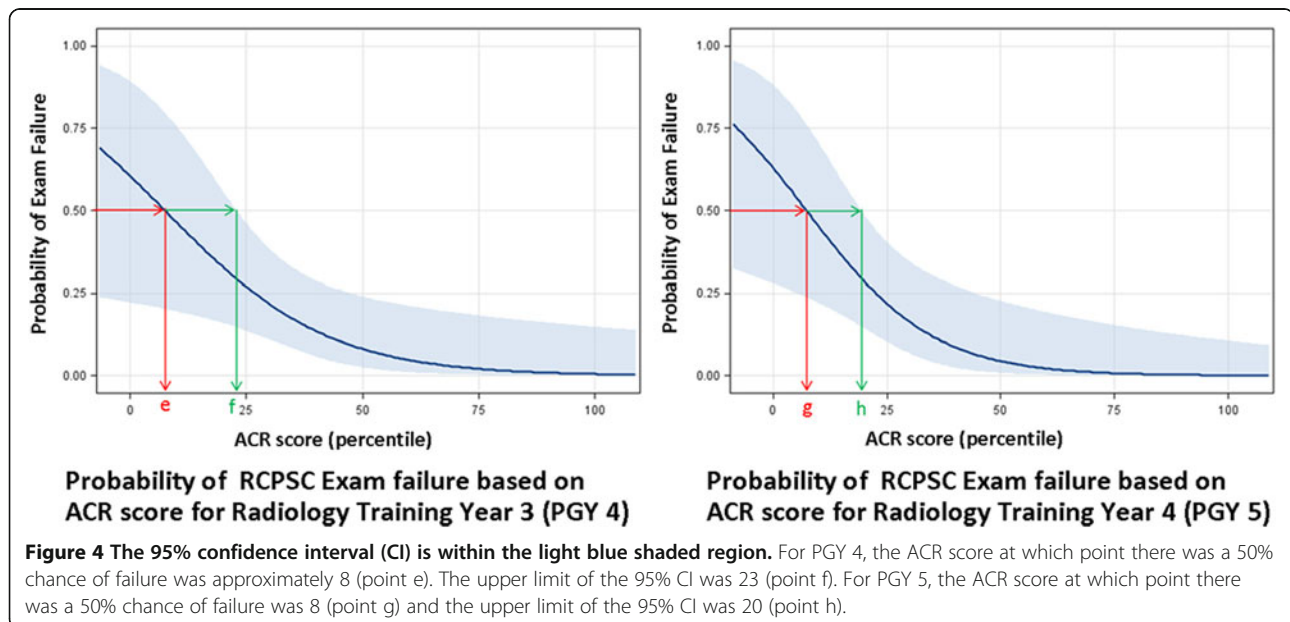 1.00
0.75
0.50
0.25
0.00
Probability of Exam Failure
0 e f 25 50 75 100
ACR score (percentile)
Probability of RCPSC Exam failure based on
ACR score for Radiology Training Year 3 (PGY 4)
1.00
0.75
0.50
0.25
0.00
Probability of Exam Failure
0 g h 25 50 75 100
ACR score (percentile)
Probability of RCPSC Exam failure based on
ACR score for Radiology Training Year 4 (PGY 5)
Figure 4 The 95% confidence interval (CI) is within the light blue shaded region. For PGY 4, the ACR score at which point there was a 50%
chance of failure was approximately 8 (point e). The upper limit of the 95% CI was 23 (point f). For PGY 5, the ACR score at which point there
was a 50% chance of failure was 8 (point g) and the upper limit of the 95% CI was 20 (point h).